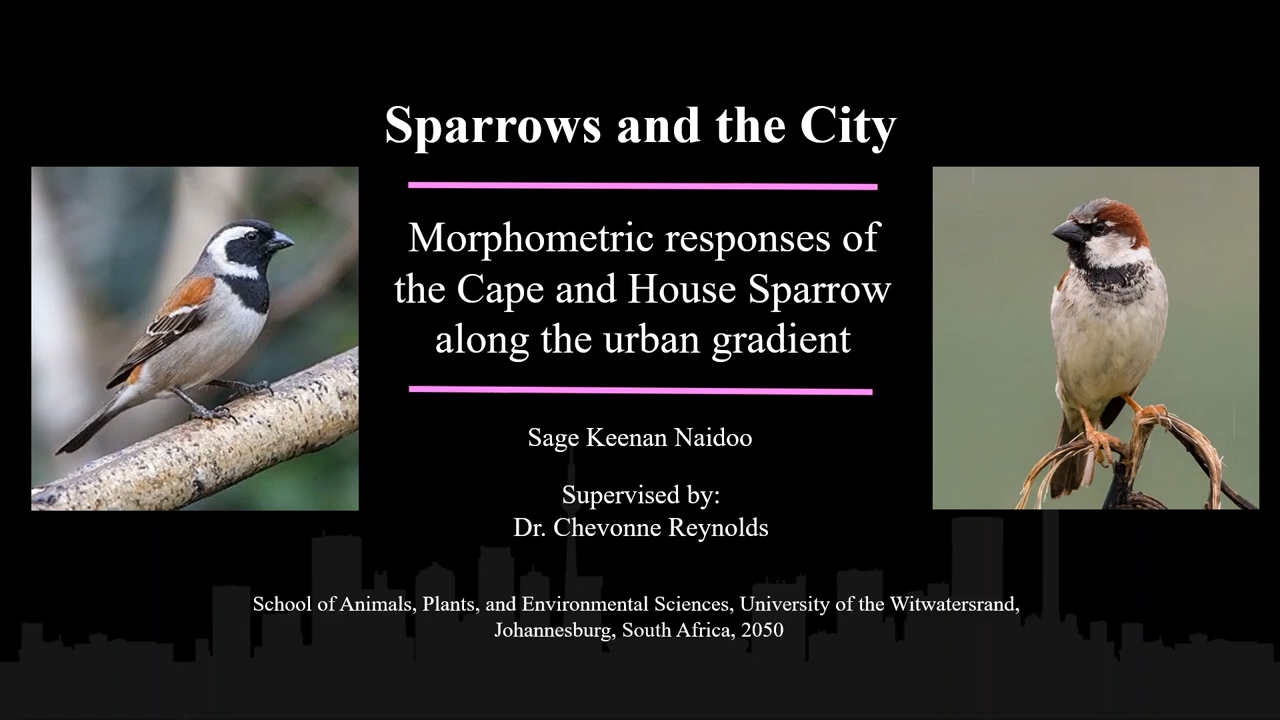 Sparrows and the City
Morphometric responses of
the Cape and House Sparrow
along the urban gradient
Sage Keenan Naidoo
Supervised by:
Dr. Chevonne Reynolds
School of Animals, Plants, and Environmental Sciences, University of the Witwatersrand,
Johannesburg, South Africa, 2050